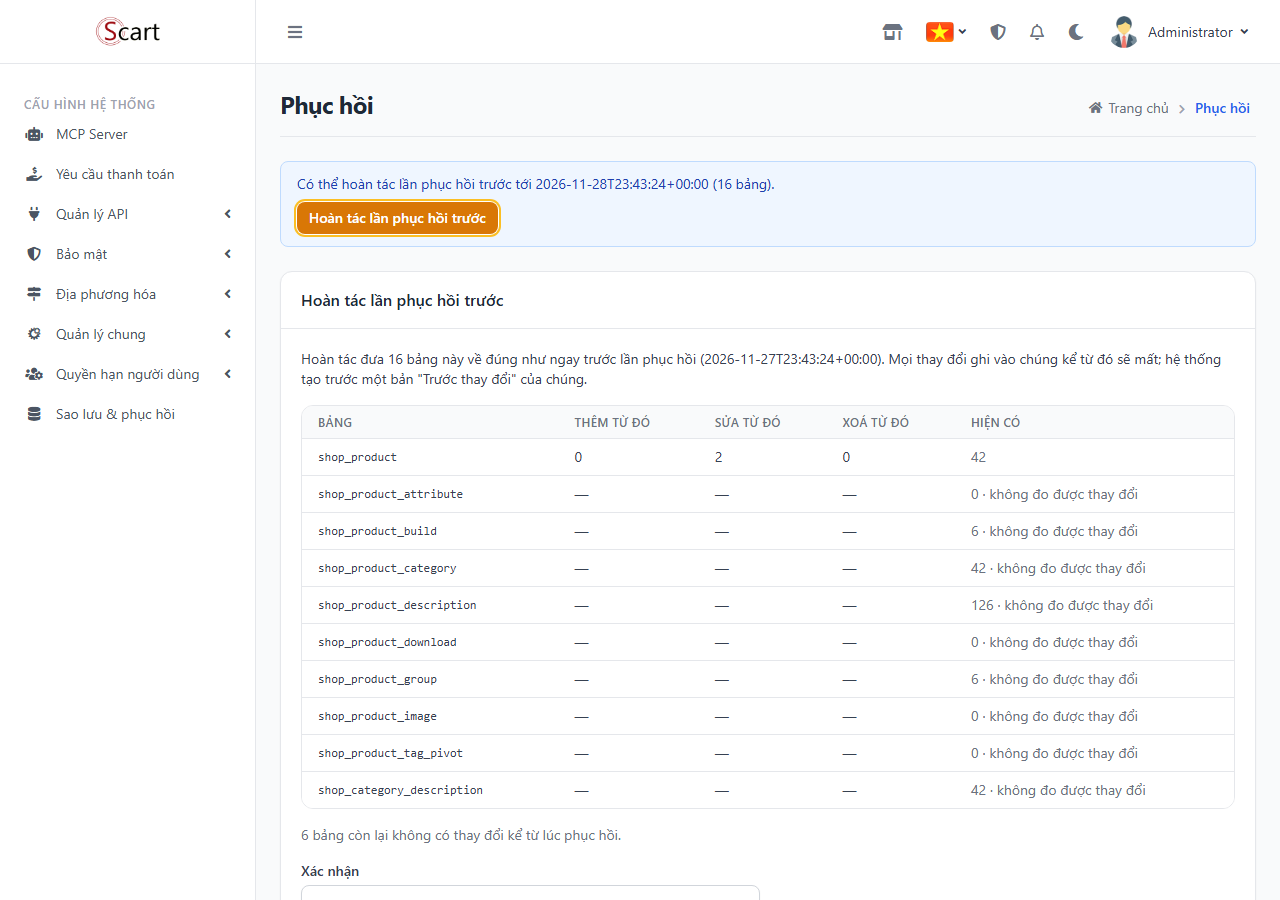 Scart
Administrator
CẤU HÌNH HỆ THỐNG
MCP Server
Yêu cầu thanh toán
Quản lý API
Bảo mật
Địa phương hóa
Quản lý chung
Quyền hạn người dùng
Sao lưu & phục hồi
Phục hồi
Trang chủ
Phục hồi
Có thể hoàn tác lần phục hồi trước tới 2026-11-28T23:43:24+00:00 (16 bảng).
Hoàn tác lần phục hồi trước
Hoàn tác lần phục hồi trước
Hoàn tác đưa 16 bảng này về đúng như ngay trước lần phục hồi (2026-11-27T23:43:24+00:00). Mọi thay đổi ghi vào chúng kể từ đó sẽ mất; hệ thống
tạo trước một bản "Trước thay đổi" của chúng.
BẢNG THÊM TỪ ĐÓ SỬA TỪ ĐÓ XOÁ TỪ ĐÓ HIỆN CÓ
shop_product 0 2 0 42
shop_product_attribute — — — 0 · không đo được thay đổi
shop_product_build — — — 6 · không đo được thay đổi
shop_product_category — — — 42 · không đo được thay đổi
shop_product_description — — — 126 · không đo được thay đổi
shop_product_download — — — 0 · không đo được thay đổi
shop_product_group — — — 6 · không đo được thay đổi
shop_product_image — — — 0 · không đo được thay đổi
shop_product_tag_pivot — — — 0 · không đo được thay đổi
shop_category_description — — — 42 · không đo được thay đổi
6 bảng còn lại không có thay đổi kể từ lúc phục hồi.
Xác nhận